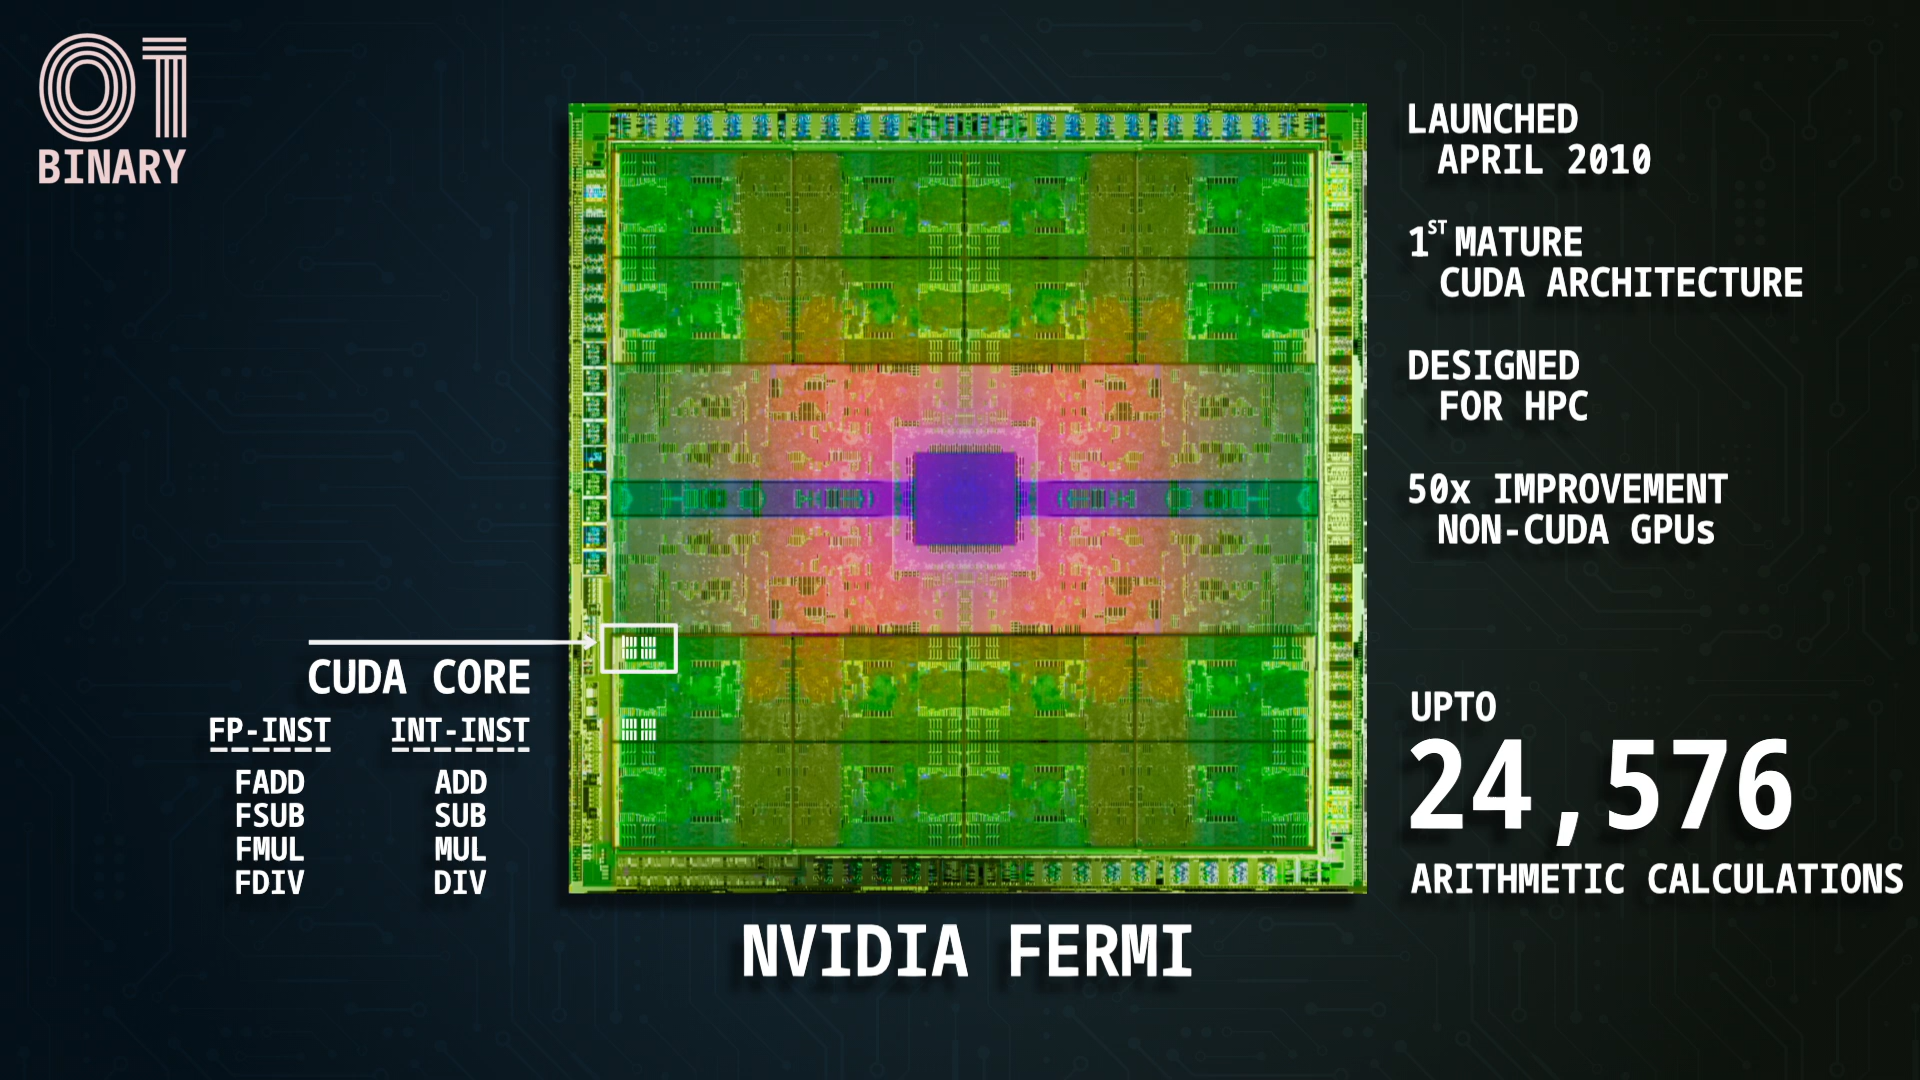 01
BINARY
LAUNCHED
APRIL 2010
1ST MATURE
CUDA ARCHITECTURE
DESIGNED
FOR HPC
50x IMPROVEMENT
NON-CUDA GPUs
CUDA CORE
FP-INST INT-INST
FADD ADD
FSUB SUB
FMUL MUL
FDIV DIV
UPTO
24,576
ARITHMETIC CALCULATIONS
NVIDIA FERMI